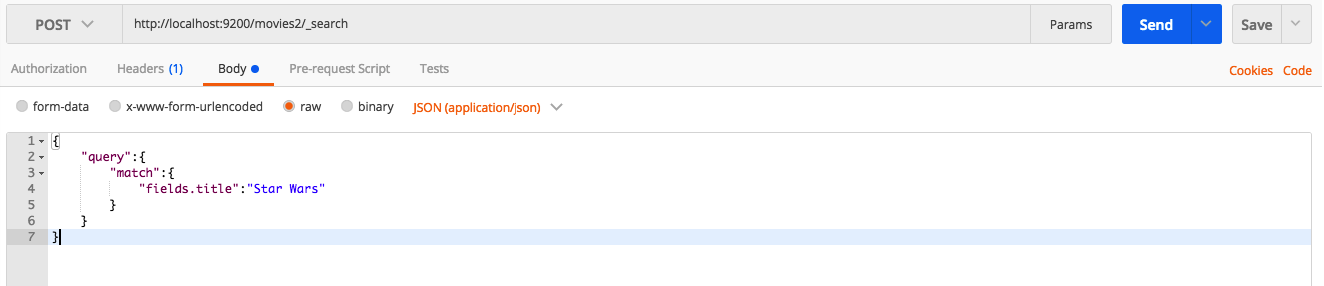 POST http://localhost:9200/movies2/_search Params Send Save
Authorization Headers (1) Body Pre-request Script Tests Cookies Code
form-data x-www-form-urlencoded raw binary JSON (application/json)
1 {
2 "query":{
3 "match":{
4 "fields.title":"Star Wars"
5 }
6 }
7 }